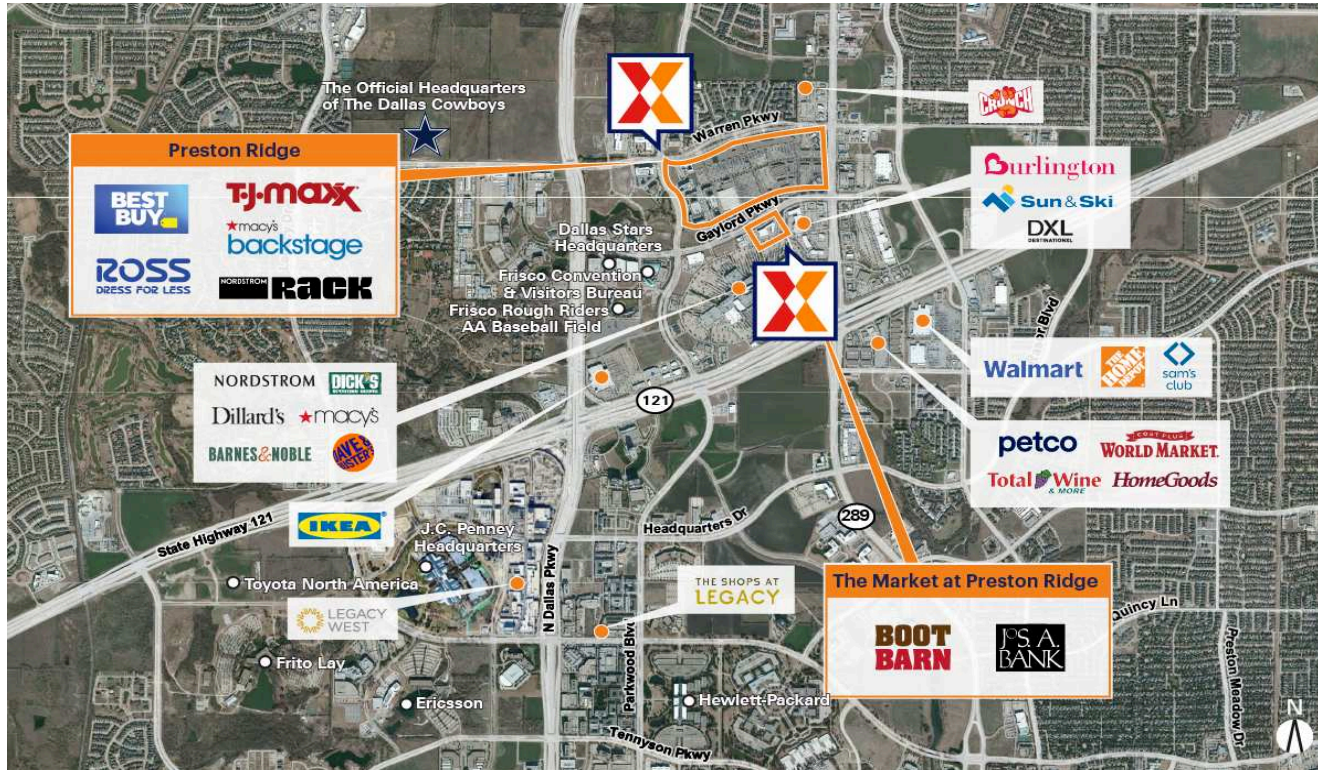 The Official Headquarters
of The Dallas Cowboys
Warren Pkwy
CRUNCH
Preston Ridge
BEST
BUY
T·J·maxx
macy's
backstage
ROSS
DRESS FOR LESS
NORDSTROM
RACK
Burlington
Sun & Ski
DXL
Gaylord Pkwy
Dallas Stars
Headquarters
Frisco Convention
& Visitors Bureau
Frisco Rough Riders
AA Baseball Field
NORDSTROM
DICK'S
Dillard's
macy's
BARNES&NOBLE
DAVE &
BUSTER'S
121
Walmart
THE
HOME
DEPOT
sam's
club
petco
COST PLUS
WORLD MARKET.
Total Wine
& MORE
HomeGoods
IKEA
State Highway 121
J.C. Penney
Headquarters
Headquarters Dr
289
Toyota North America
N Dallas Pkwy
LEGACY
WEST
THE SHOPS AT
LEGACY
The Market at Preston Ridge
BOOT
BARN
JoS. A.
BANK
Quincy Ln
Preston Meadow Dr
Parkwood Blvd
Frito Lay
Ericsson
Hewlett-Packard
Tennyson Pkwy
N